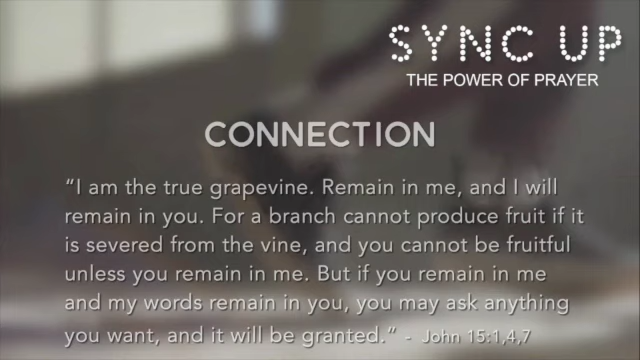 SYNC UP
THE POWER OF PRAYER
CONNECTION
“I am the true grapevine. Remain in me, and I will
remain in you. For a branch cannot produce fruit if it
is severed from the vine, and you cannot be fruitful
unless you remain in me. But if you remain in me
and my words remain in you, you may ask anything
you want, and it will be granted.” - John 15:1,4,7